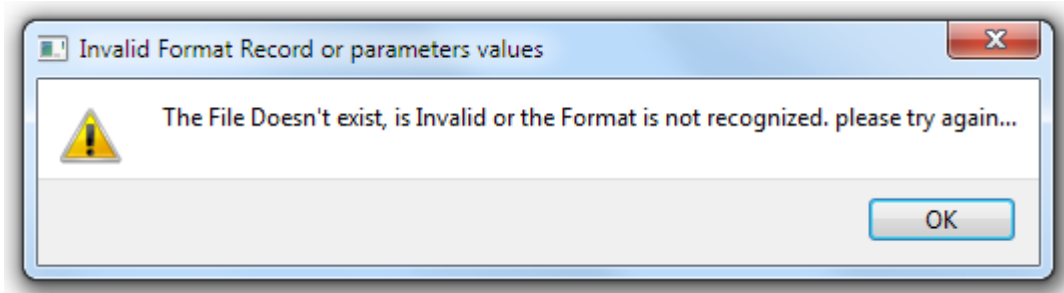 Invalid Format Record or parameters values
The File Doesn't exist, is Invalid or the Format is not recognized. please try again...
OK